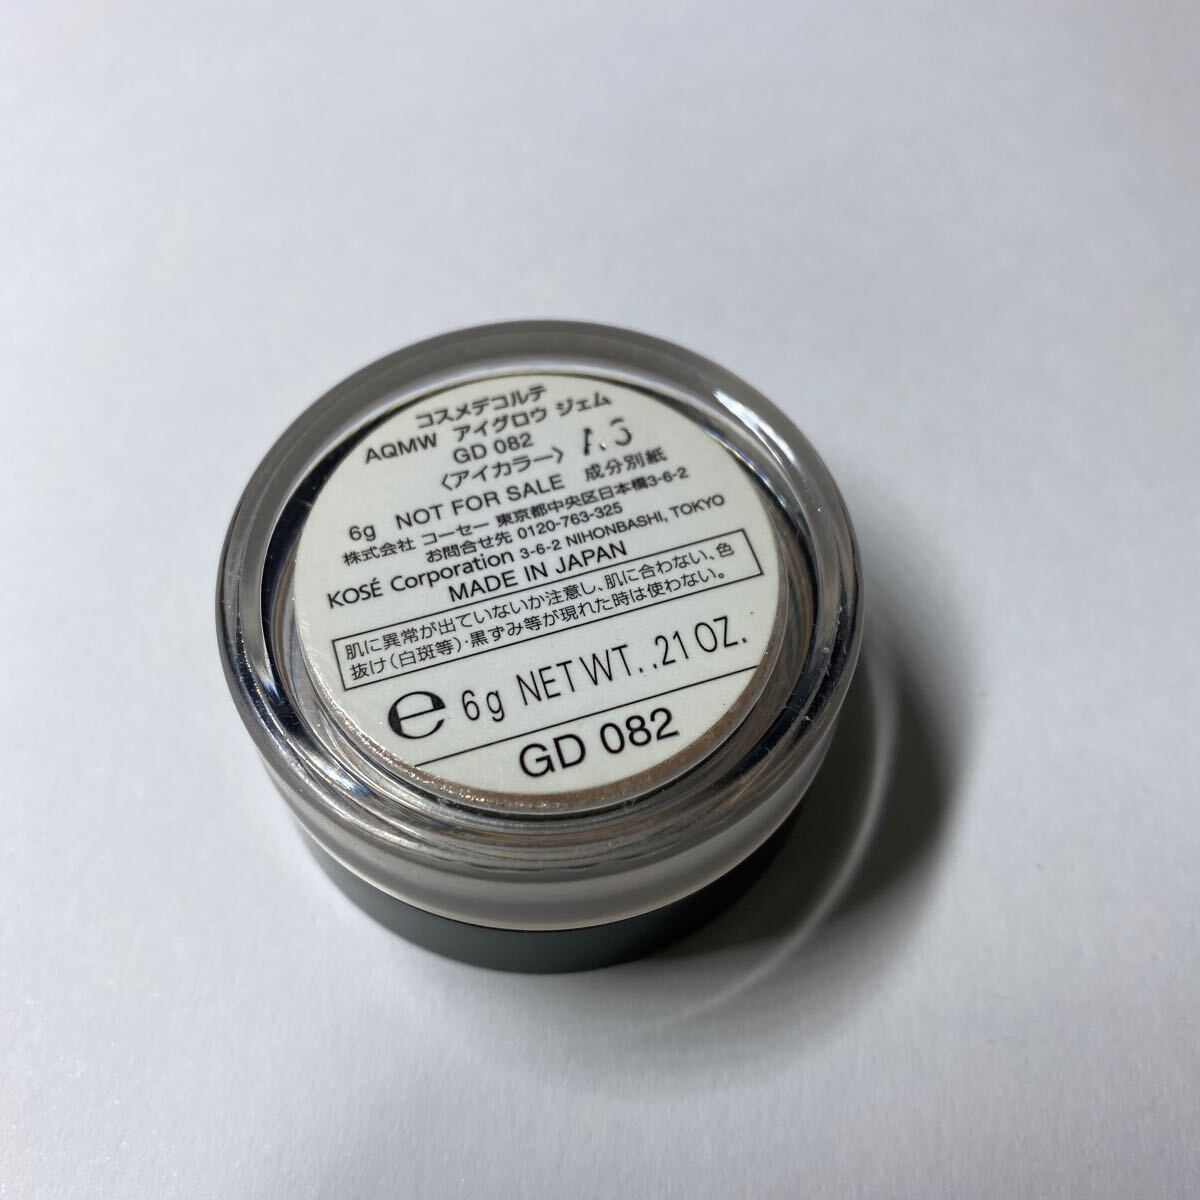 コスメデコルテ
AQMW アイグロウ ジェム
GD 082
〈アイカラー〉
6g NOT FOR SALE 成分別紙
株式会社 コーセー 東京都中央区日本橋3-6-2
お問合せ先 0120-763-325
KOSÉ Corporation 3-6-2 NIHONBASHI, TOKYO
MADE IN JAPAN
肌に異常が出ていないか注意し、肌に合わない、色
抜け(白斑等)・黒ずみ等が現れた時は使わない。
e 6g NET WT. .21 OZ.
GD 082